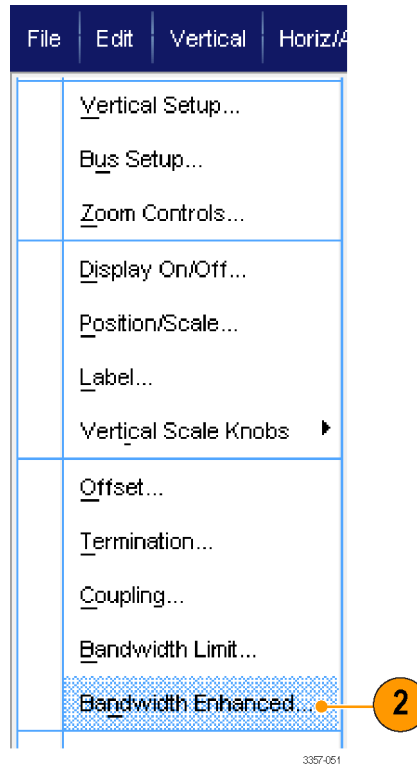 File Edit Vertical Horiz/A
Vertical Setup...
Bus Setup...
Zoom Controls...
Display On/Off...
Position/Scale...
Label...
Vertical Scale Knobs
Offset...
Termination...
Coupling...
Bandwidth Limit...
Bandwidth Enhanced... 2
3357-051